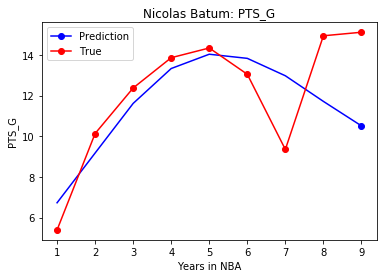 Nicolas Batum: PTS_G
Prediction
True
14
12
10
8
6
PTS_G
1 2 3 4 5 6 7 8 9
Years in NBA